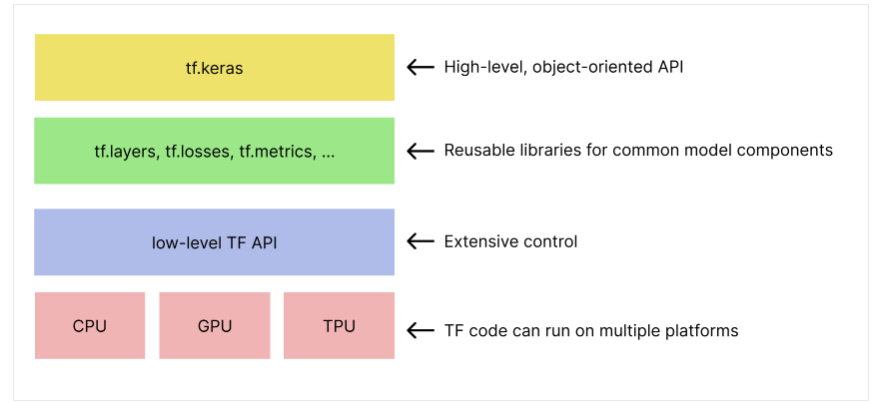 tf.keras
High-level, object-oriented API
tf.layers, tf.losses, tf.metrics, ...
Reusable libraries for common model components
low-level TF API
Extensive control
CPU
GPU
TPU
TF code can run on multiple platforms